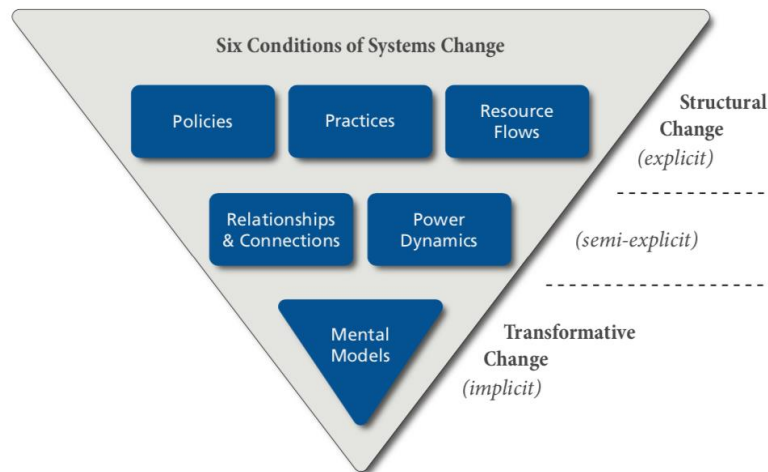 Six Conditions of Systems Change
Policies
Practices
Resource
Flows
Structural
Change
(explicit)
Relationships
& Connections
Power
Dynamics
(semi-explicit)
Mental
Models
Transformative
Change
(implicit)